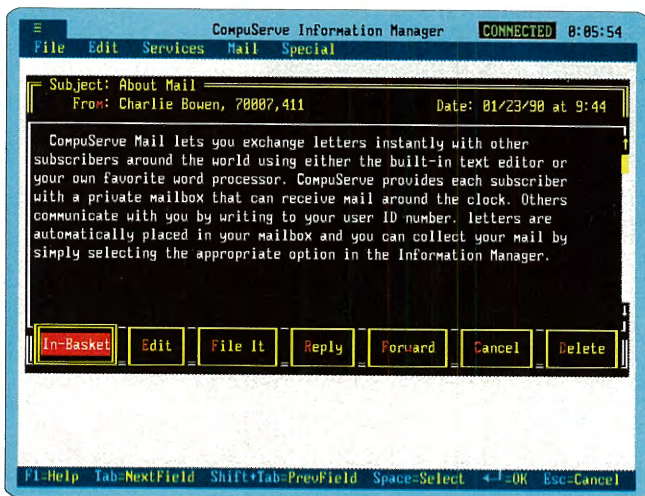 ≡ CompuServe Information Manager CONNECTED 0:05:54
File Edit Services Mail Special
Subject: About Mail
From: Charlie Bowen, 70007,411 Date: 01/23/90 at 9:44
CompuServe Mail lets you exchange letters instantly with other
subscribers around the world using either the built-in text editor or
your own favorite word processor. CompuServe provides each subscriber
with a private mailbox that can receive mail around the clock. Others
communicate with you by writing to your user ID number. letters are
automatically placed in your mailbox and you can collect your mail by
simply selecting the appropriate option in the Information Manager.
In-Basket Edit File It Reply Forward Cancel Delete
F1=Help Tab=NextField Shift+Tab=PrevField Space=Select ◄┘=OK Esc=Cancel